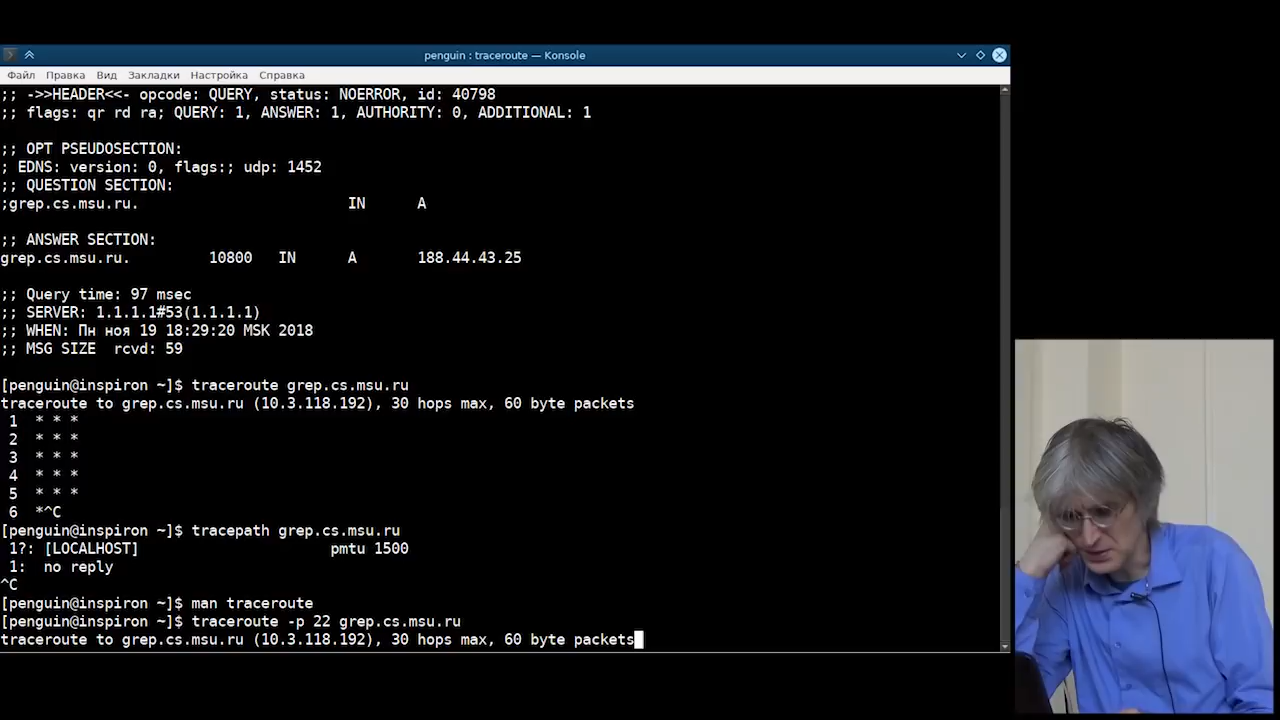 penguin : traceroute — Konsole
Файл Правка Вид Закладки Настройка Справка
;; ->>HEADER<<- opcode: QUERY, status: NOERROR, id: 40798
;; flags: qr rd ra; QUERY: 1, ANSWER: 1, AUTHORITY: 0, ADDITIONAL: 1
;; OPT PSEUDOSECTION:
; EDNS: version: 0, flags:; udp: 1452
;; QUESTION SECTION:
;grep.cs.msu.ru. IN A
;; ANSWER SECTION:
grep.cs.msu.ru. 10800 IN A 188.44.43.25
;; Query time: 97 msec
;; SERVER: 1.1.1.1#53(1.1.1.1)
;; WHEN: Пн ноя 19 18:29:20 MSK 2018
;; MSG SIZE rcvd: 59
[penguin@inspiron ~]$ traceroute grep.cs.msu.ru
traceroute to grep.cs.msu.ru (10.3.118.192), 30 hops max, 60 byte packets
1 * * *
2 * * *
3 * * *
4 * * *
5 * * *
6 *^C
[penguin@inspiron ~]$ tracepath grep.cs.msu.ru
1?: [LOCALHOST] pmtu 1500
1: no reply
^C
[penguin@inspiron ~]$ man traceroute
[penguin@inspiron ~]$ traceroute -p 22 grep.cs.msu.ru
traceroute to grep.cs.msu.ru (10.3.118.192), 30 hops max, 60 byte packets